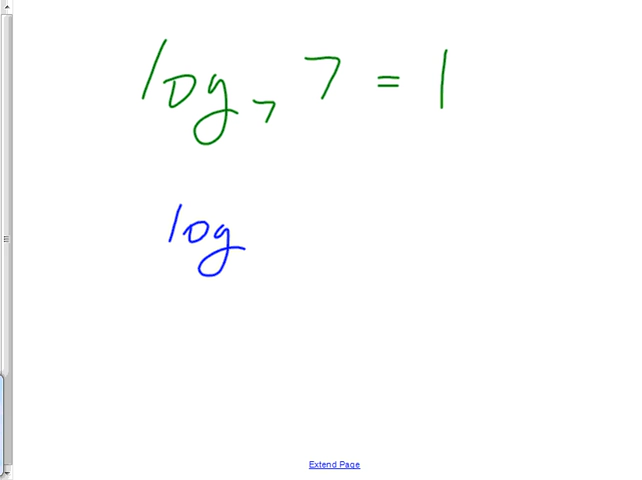 log₇ 7 = 1
log
Extend Page